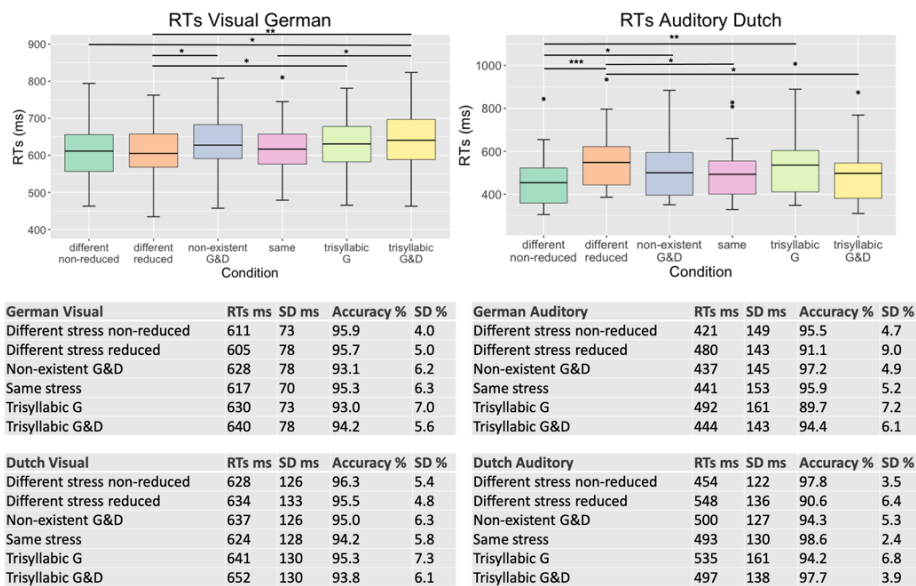 RTs Visual German
**
*
*
*
*
900
800
700
600
500
400
RTs (ms)
different non-reduced
different reduced
non-existent G&D
same
trisyllabic G
trisyllabic G&D
Condition
RTs Auditory Dutch
**
*
***
*
*
1000
800
600
400
RTs (ms)
different non-reduced
different reduced
non-existent G&D
same
trisyllabic G
trisyllabic G&D
Condition
German Visual RTs ms SD ms Accuracy % SD %
Different stress non-reduced 611 73 95.9 4.0
Different stress reduced 605 78 95.7 5.0
Non-existent G&D 628 78 93.1 6.2
Same stress 617 70 95.3 6.3
Trisyllabic G 630 73 93.0 7.0
Trisyllabic G&D 640 78 94.2 5.6
German Auditory RTs ms SD ms Accuracy % SD %
Different stress non-reduced 421 149 95.5 4.7
Different stress reduced 480 143 91.1 9.0
Non-existent G&D 437 145 97.2 4.9
Same stress 441 153 95.9 5.2
Trisyllabic G 492 161 89.7 7.2
Trisyllabic G&D 444 143 94.4 6.1
Dutch Visual RTs ms SD ms Accuracy % SD %
Different stress non-reduced 628 126 96.3 5.4
Different stress reduced 634 133 95.5 4.8
Non-existent G&D 637 126 95.0 6.3
Same stress 624 128 94.2 5.8
Trisyllabic G 641 130 95.3 7.3
Trisyllabic G&D 652 130 93.8 6.1
Dutch Auditory RTs ms SD ms Accuracy % SD %
Different stress non-reduced 454 122 97.8 3.5
Different stress reduced 548 136 90.6 6.4
Non-existent G&D 500 127 94.3 5.3
Same stress 493 130 98.6 2.4
Trisyllabic G 535 161 94.2 6.8
Trisyllabic G&D 497 138 97.7 3.9